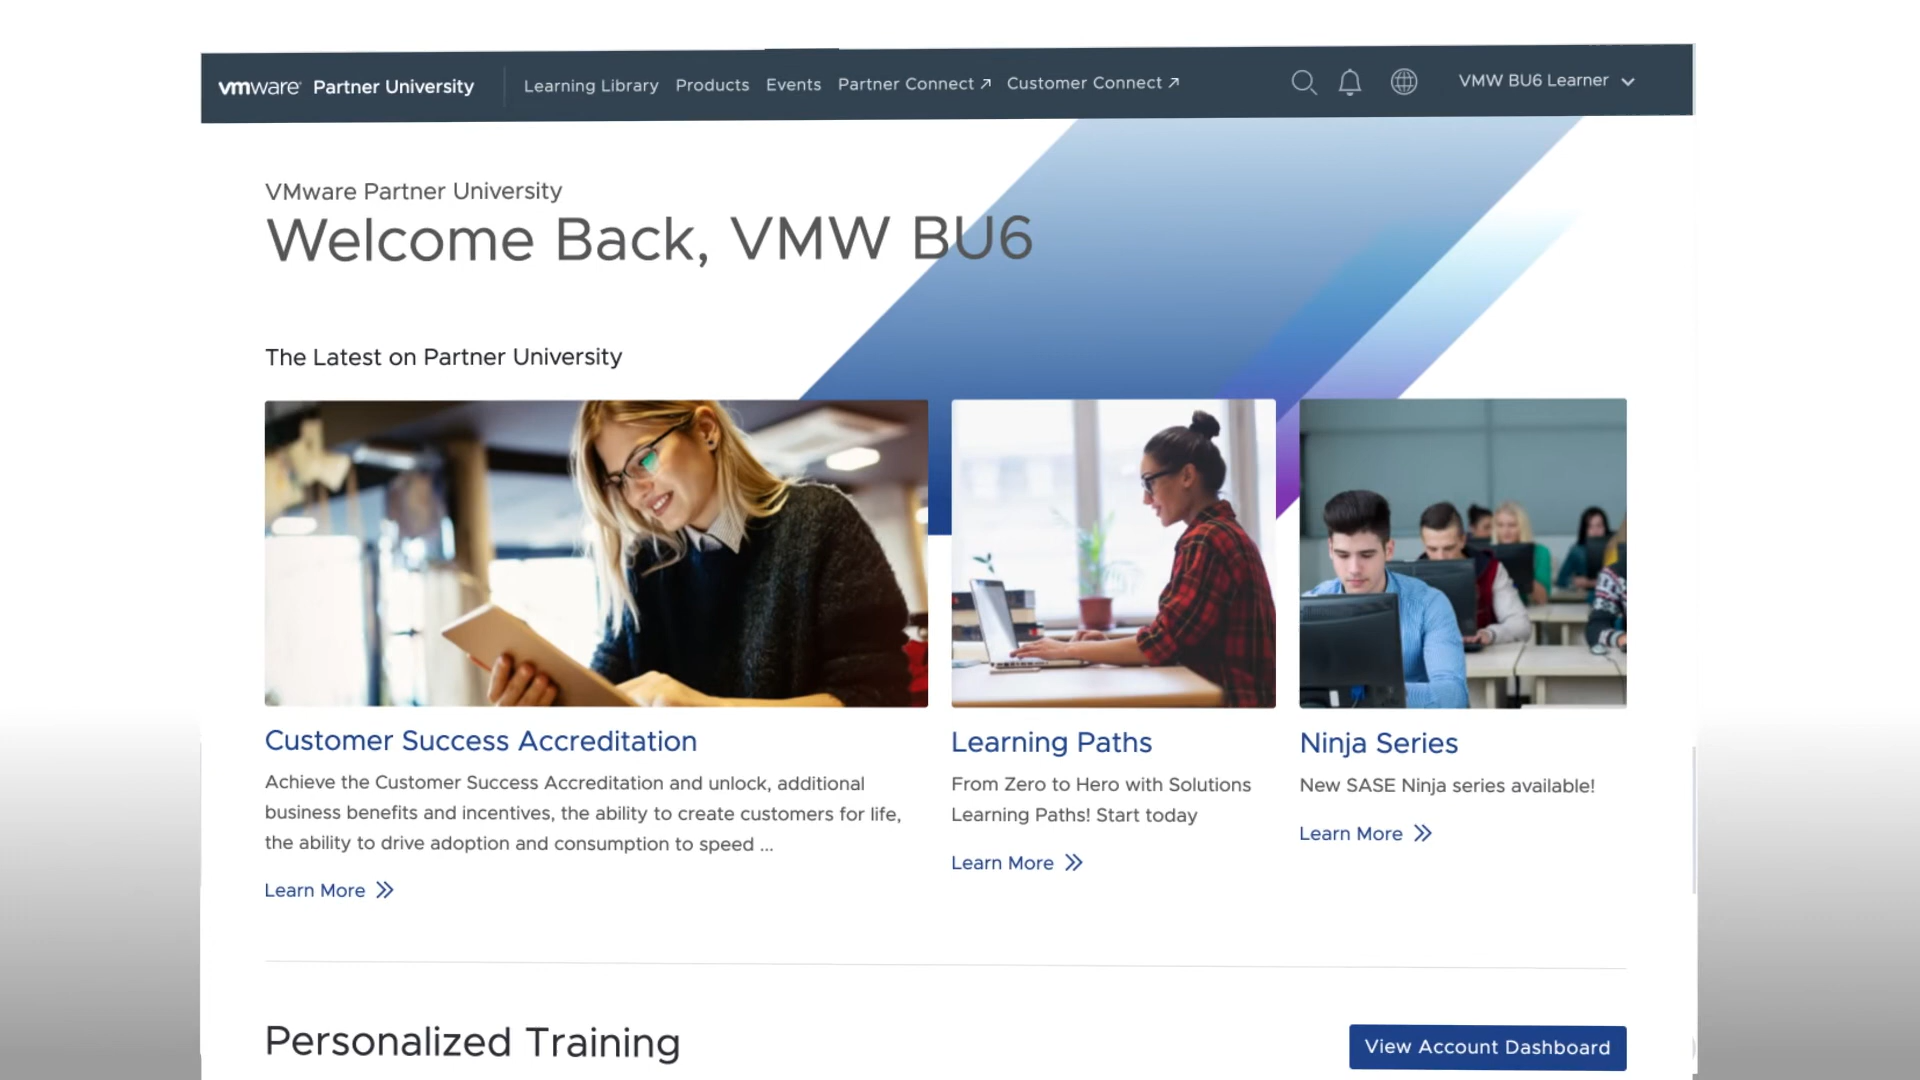 vmware Partner University
Learning Library Products Events Partner Connect Customer Connect
VMW BU6 Learner
VMware Partner University
Welcome Back, VMW BU6
The Latest on Partner University
Customer Success Accreditation
Achieve the Customer Success Accreditation and unlock, additional
business benefits and incentives, the ability to create customers for life,
the ability to drive adoption and consumption to speed ...
Learn More
Learning Paths
From Zero to Hero with Solutions
Learning Paths! Start today
Learn More
Ninja Series
New SASE Ninja series available!
Learn More
Personalized Training
View Account Dashboard